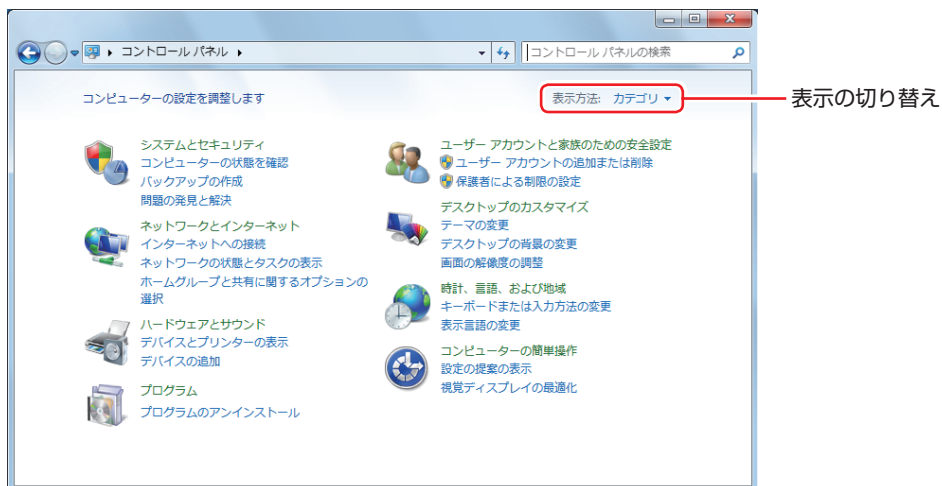 コントロール パネル
コントロール パネルの検索
コンピューターの設定を調整します
表示方法: カテゴリ
表示の切り替え
システムとセキュリティ
コンピューターの状態を確認
バックアップの作成
問題の発見と解決
ネットワークとインターネット
インターネットへの接続
ネットワークの状態とタスクの表示
ホームグループと共有に関するオプションの
選択
ハードウェアとサウンド
デバイスとプリンターの表示
デバイスの追加
プログラム
プログラムのアンインストール
ユーザー アカウントと家族のための安全設定
ユーザー アカウントの追加または削除
保護者による制限の設定
デスクトップのカスタマイズ
テーマの変更
デスクトップの背景の変更
画面の解像度の調整
時計、言語、および地域
キーボードまたは入力方法の変更
表示言語の変更
コンピューターの簡単操作
設定の提案の表示
視覚ディスプレイの最適化